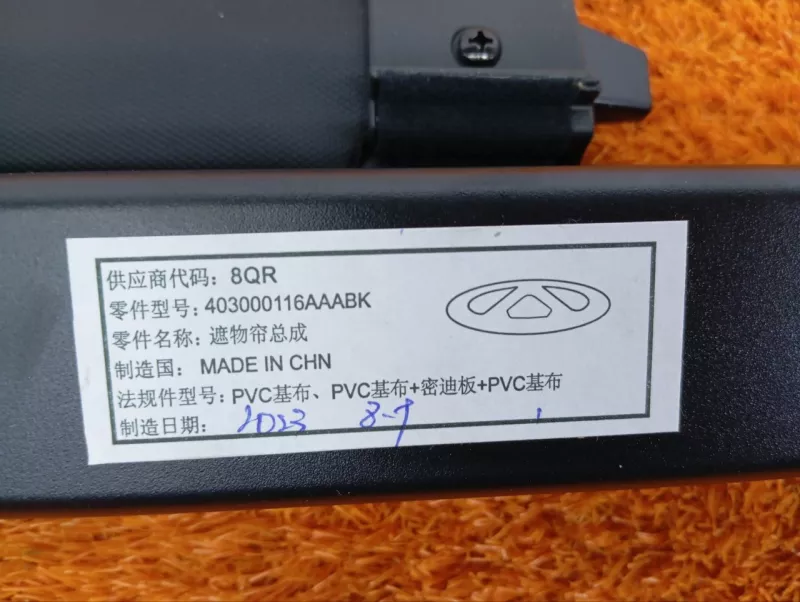 供应商代码: 8QR
零件型号: 403000116AAABK
零件名称: 遮物帘总成
制造国: MADE IN CHN
法规件型号: PVC基布、PVC基布+密迪板+PVC基布
制造日期: 2023